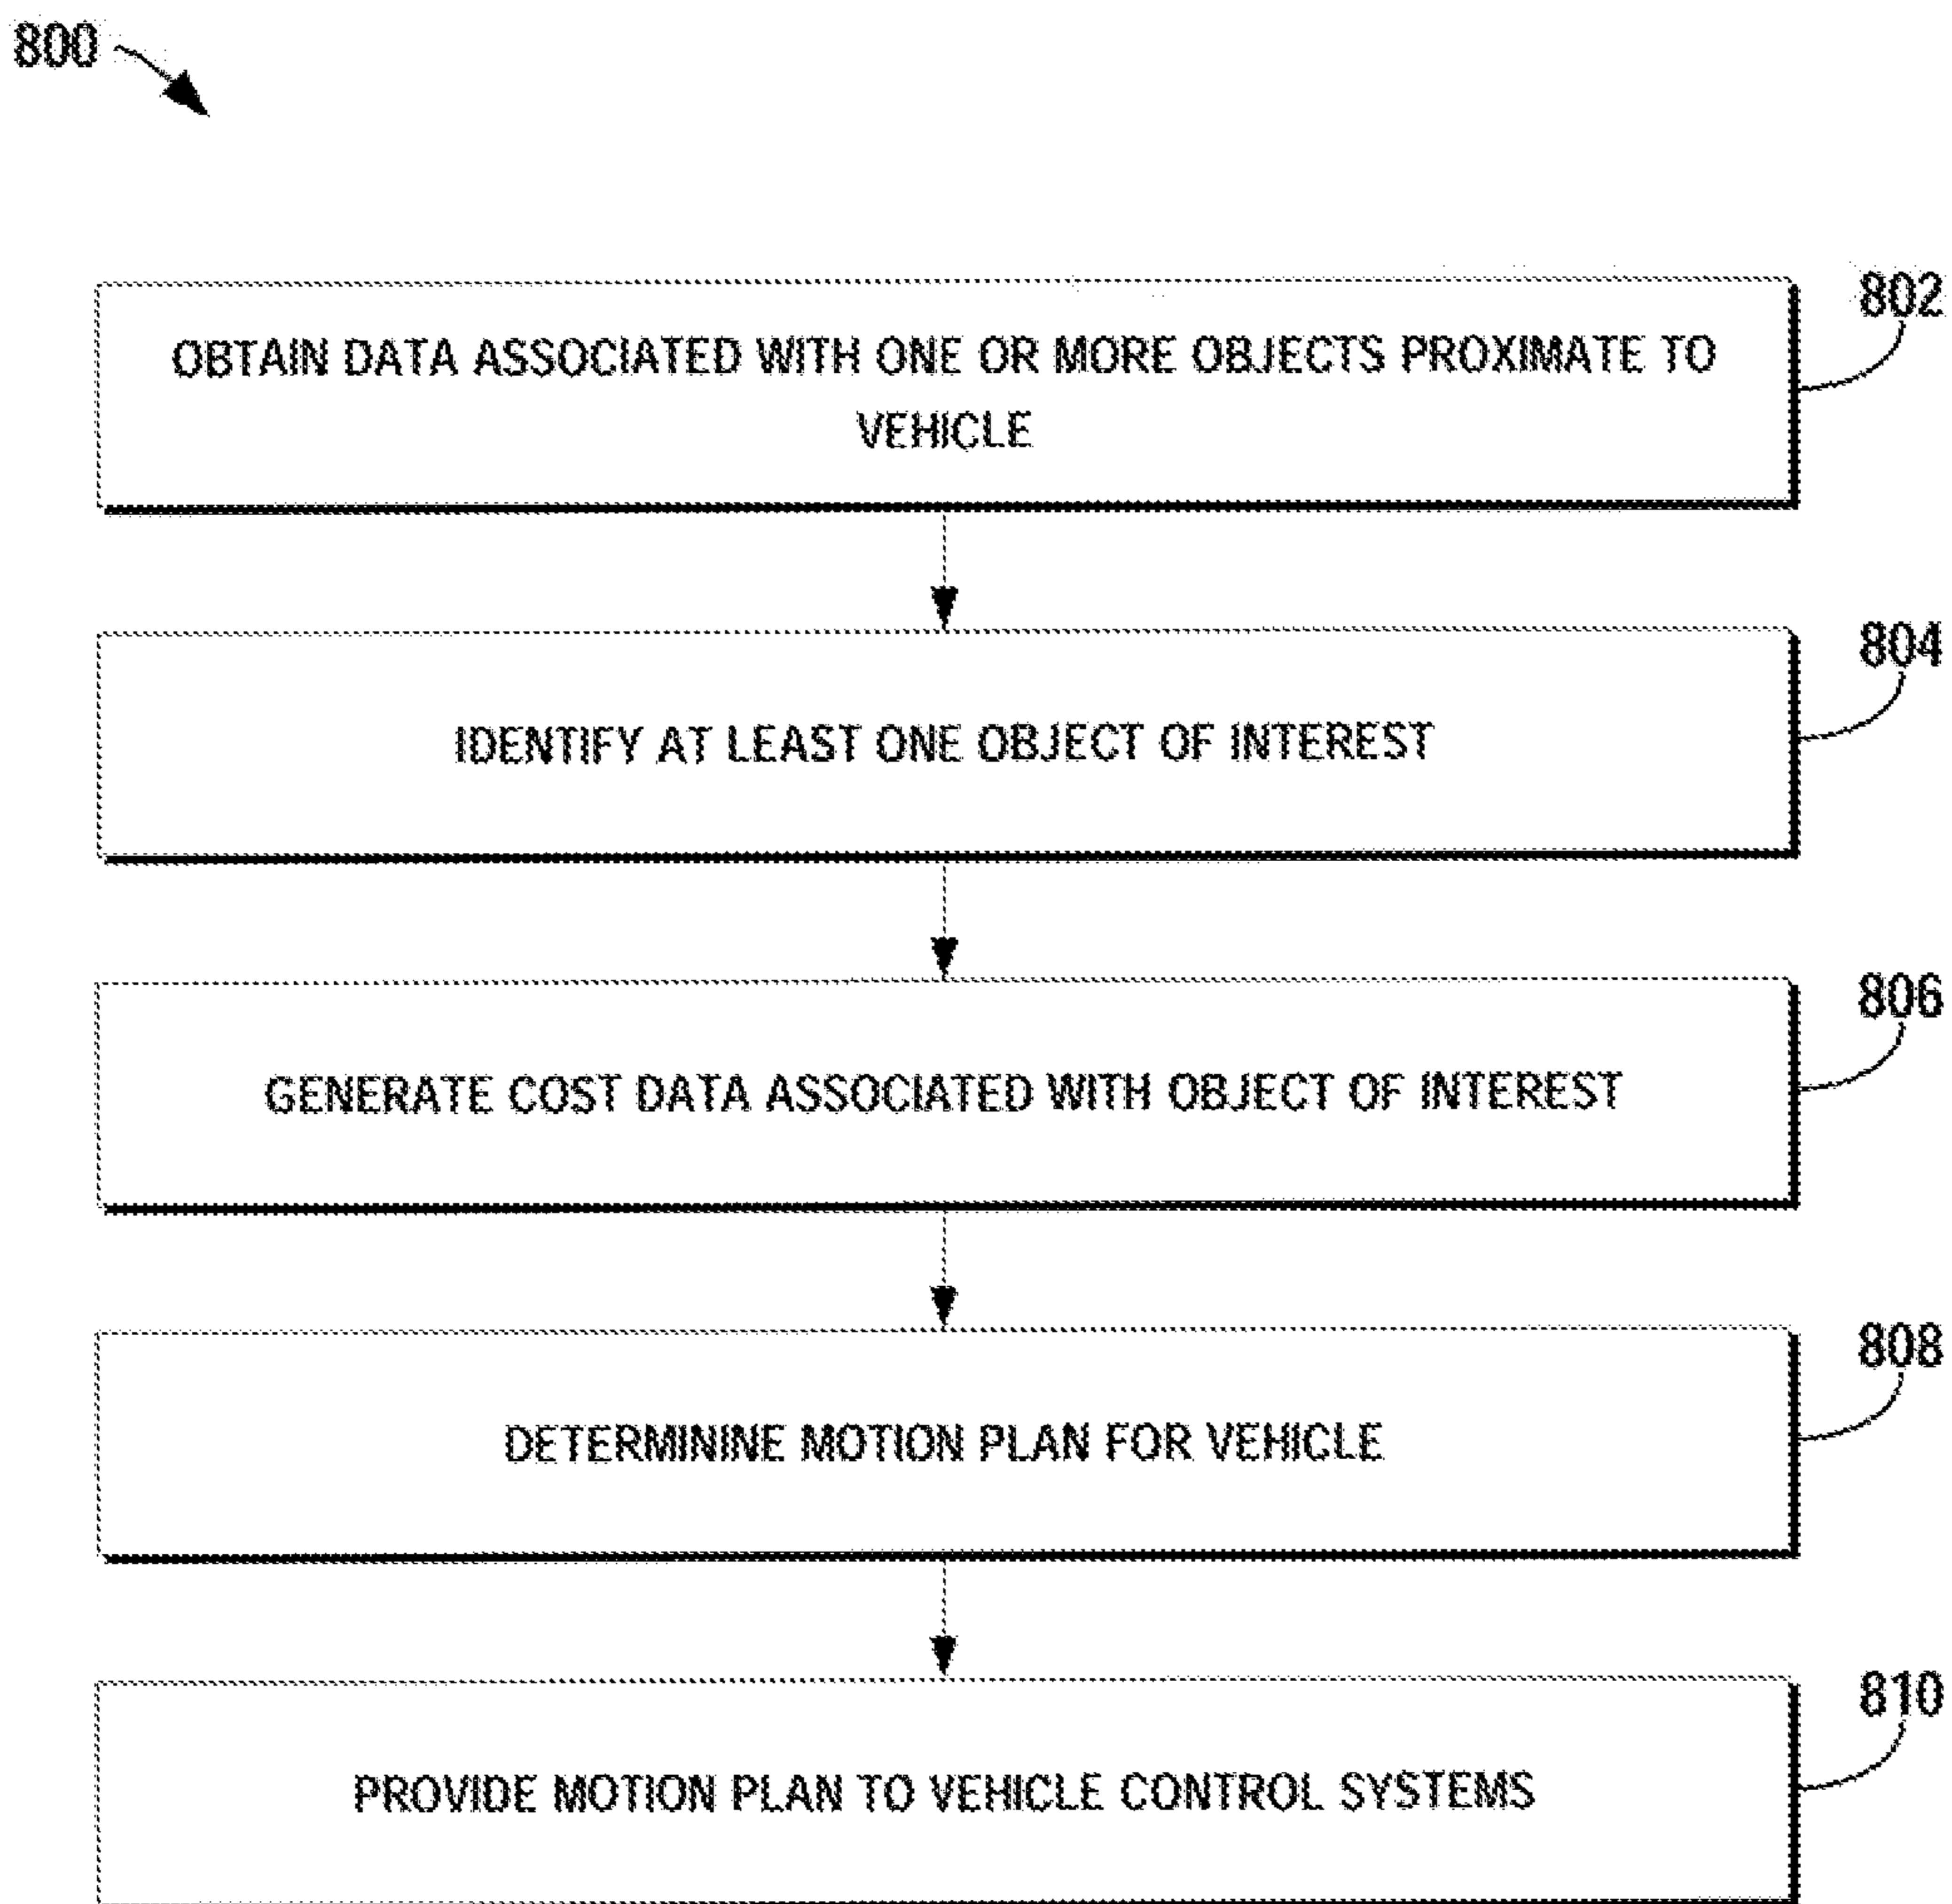 800
802
OBTAIN DATA ASSOCIATED WITH ONE OR MORE OBJECTS PROXIMATE TO
VEHICLE
804
IDENTIFY AT LEAST ONE OBJECT OF INTEREST
806
GENERATE COST DATA ASSOCIATED WITH OBJECT OF INTEREST
808
DETERMININE MOTION PLAN FOR VEHICLE
810
PROVIDE MOTION PLAN TO VEHICLE CONTROL SYSTEMS